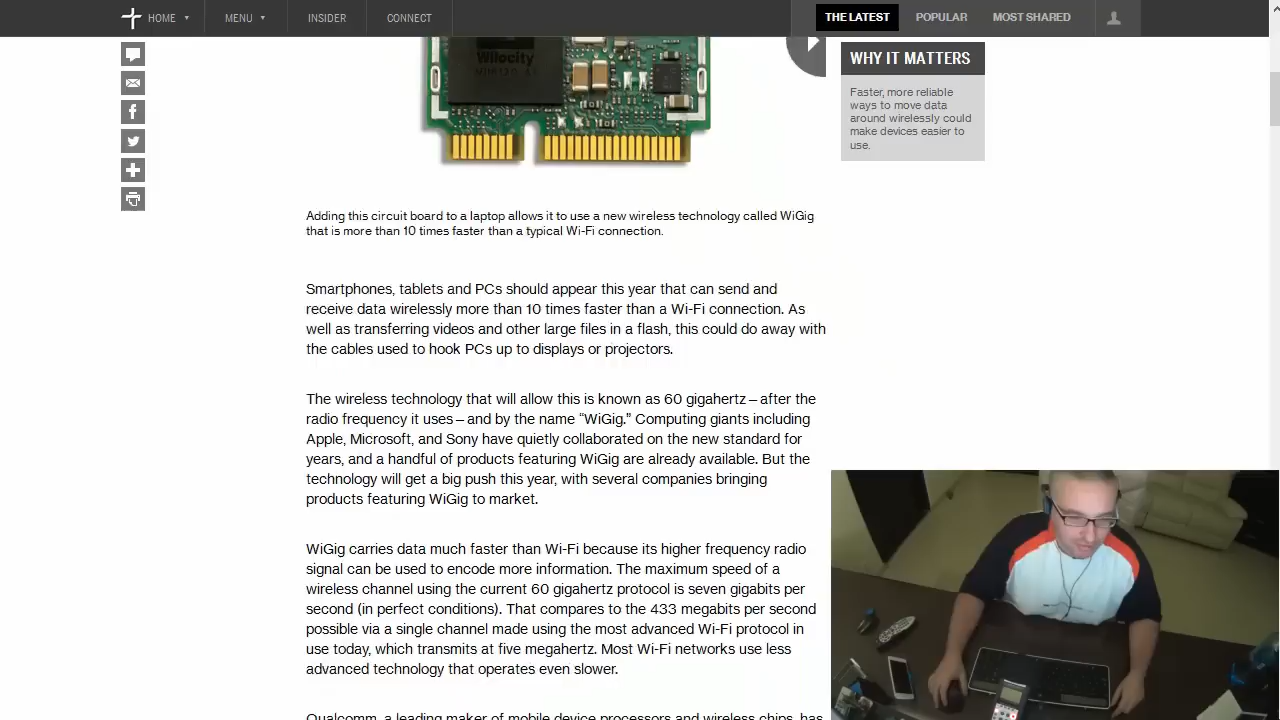 HOME
MENU
INSIDER
CONNECT
THE LATEST
POPULAR
MOST SHARED
Wilocity
WHY IT MATTERS
Faster, more reliable
ways to move data
around wirelessly could
make devices easier to
use.
Adding this circuit board to a laptop allows it to use a new wireless technology called WiGig
that is more than 10 times faster than a typical Wi-Fi connection.
Smartphones, tablets and PCs should appear this year that can send and
receive data wirelessly more than 10 times faster than a Wi-Fi connection. As
well as transferring videos and other large files in a flash, this could do away with
the cables used to hook PCs up to displays or projectors.
The wireless technology that will allow this is known as 60 gigahertz – after the
radio frequency it uses – and by the name “WiGig.” Computing giants including
Apple, Microsoft, and Sony have quietly collaborated on the new standard for
years, and a handful of products featuring WiGig are already available. But the
technology will get a big push this year, with several companies bringing
products featuring WiGig to market.
WiGig carries data much faster than Wi-Fi because its higher frequency radio
signal can be used to encode more information. The maximum speed of a
wireless channel using the current 60 gigahertz protocol is seven gigabits per
second (in perfect conditions). That compares to the 433 megabits per second
possible via a single channel made using the most advanced Wi-Fi protocol in
use today, which transmits at five megahertz. Most Wi-Fi networks use less
advanced technology that operates even slower.
Qualcomm, a leading maker of mobile device processors and wireless chips, has